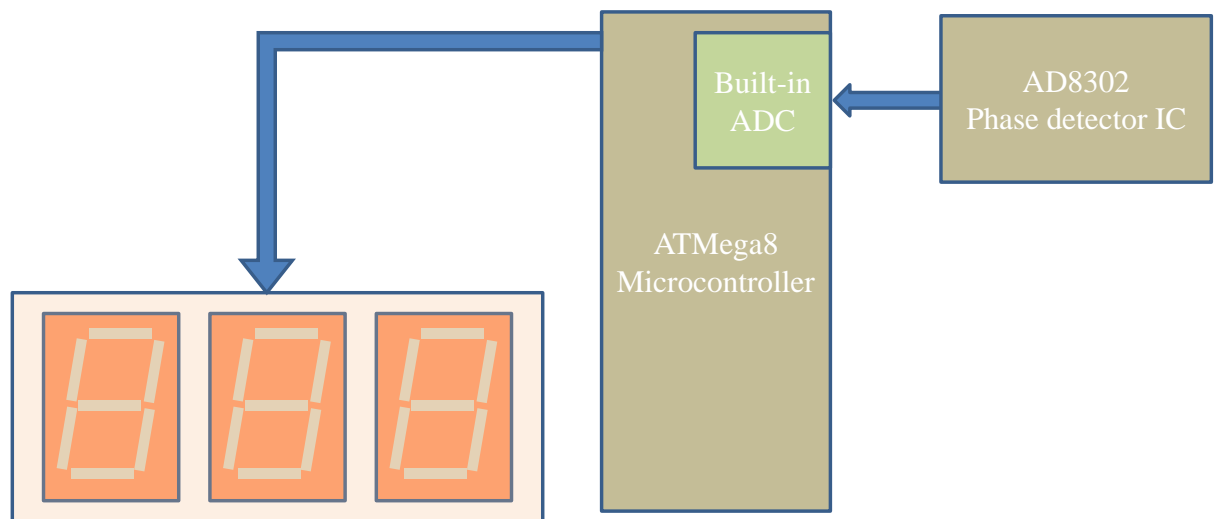 Built-in
ADC
AD8302
Phase detector IC
ATMega8
Microcontroller